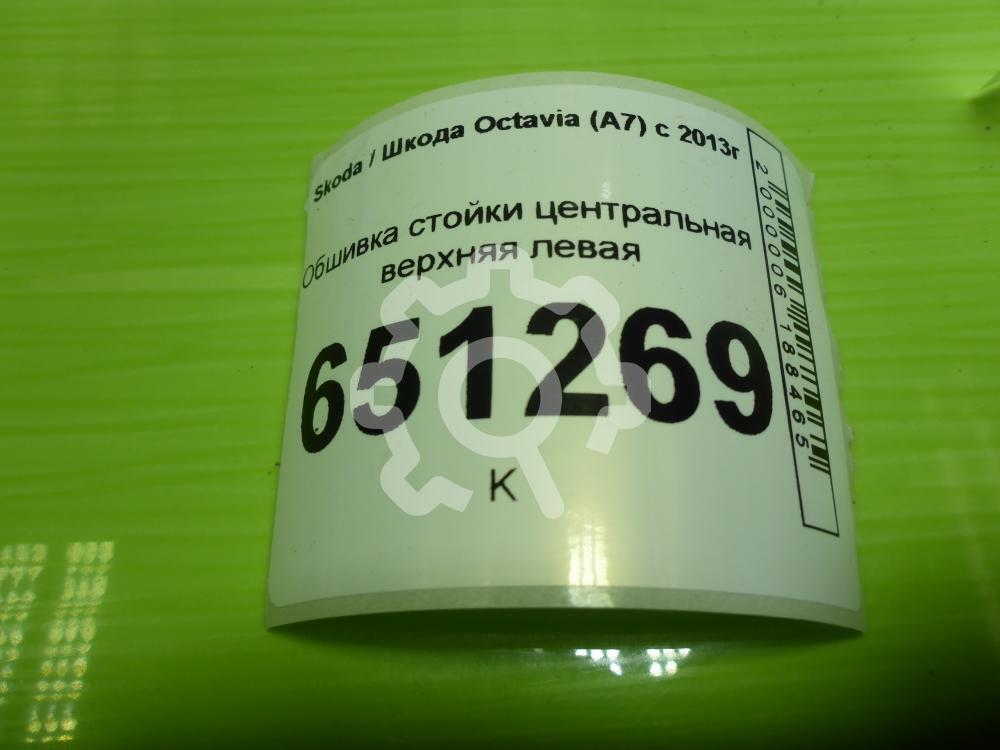 Skoda / Шкода Octavia (A7) с 2013г
Обшивка стойки центральная
верхняя левая
651269
К
2000006188465